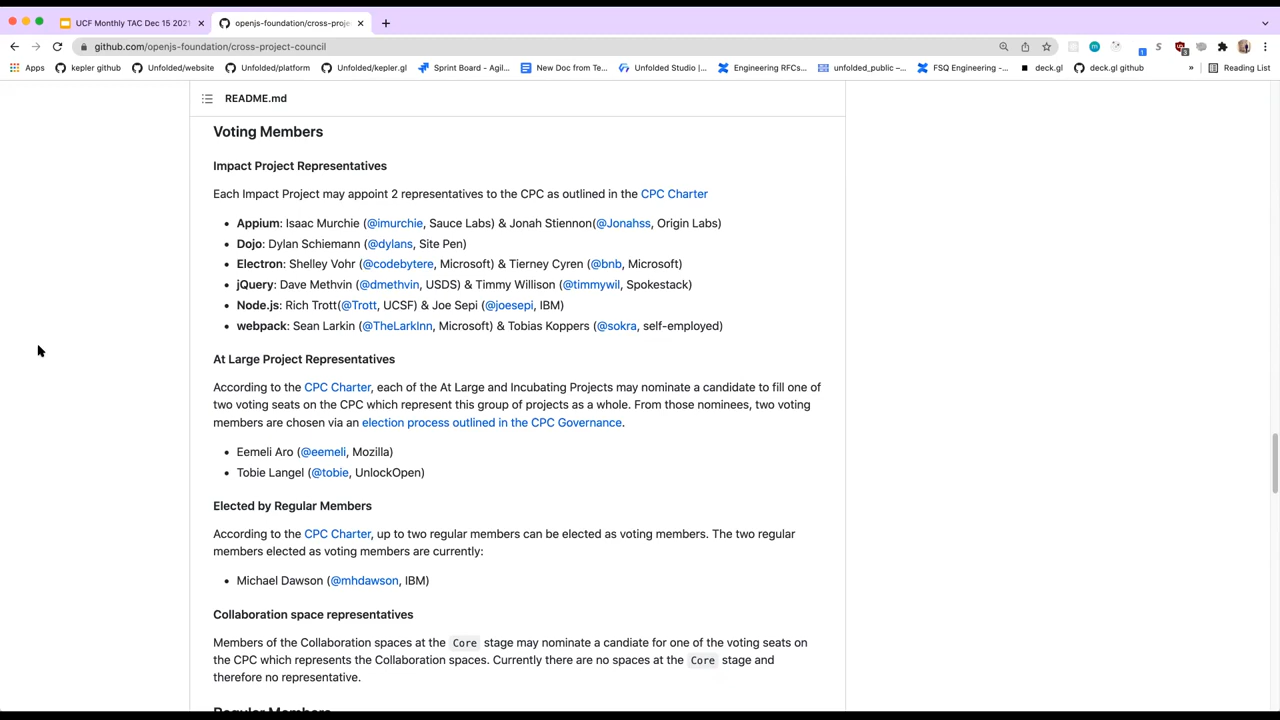 UCF Monthly TAC Dec 15 2021
openjs-foundation/cross-proje
github.com/openjs-foundation/cross-project-council
Apps kepler github Unfolded/website Unfolded/platform Unfolded/kepler.gl Sprint Board - Agil... New Doc from Te... Unfolded Studio |... Engineering RFCs... unfolded_public –... FSQ Engineering -... deck.gl deck.gl github » Reading List
README.md
Voting Members
Impact Project Representatives
Each Impact Project may appoint 2 representatives to the CPC as outlined in the CPC Charter
• Appium: Isaac Murchie (@imurchie, Sauce Labs) & Jonah Stiennon(@Jonahss, Origin Labs)
• Dojo: Dylan Schiemann (@dylans, Site Pen)
• Electron: Shelley Vohr (@codebytere, Microsoft) & Tierney Cyren (@bnb, Microsoft)
• jQuery: Dave Methvin (@dmethvin, USDS) & Timmy Willison (@timmywil, Spokestack)
• Node.js: Rich Trott(@Trott, UCSF) & Joe Sepi (@joesepi, IBM)
• webpack: Sean Larkin (@TheLarkInn, Microsoft) & Tobias Koppers (@sokra, self-employed)
At Large Project Representatives
According to the CPC Charter, each of the At Large and Incubating Projects may nominate a candidate to fill one of
two voting seats on the CPC which represent this group of projects as a whole. From those nominees, two voting
members are chosen via an election process outlined in the CPC Governance.
• Eemeli Aro (@eemeli, Mozilla)
• Tobie Langel (@tobie, UnlockOpen)
Elected by Regular Members
According to the CPC Charter, up to two regular members can be elected as voting members. The two regular
members elected as voting members are currently:
• Michael Dawson (@mhdawson, IBM)
Collaboration space representatives
Members of the Collaboration spaces at the Core stage may nominate a candiate for one of the voting seats on
the CPC which represents the Collaboration spaces. Currently there are no spaces at the Core stage and
therefore no representative.
Regular Members